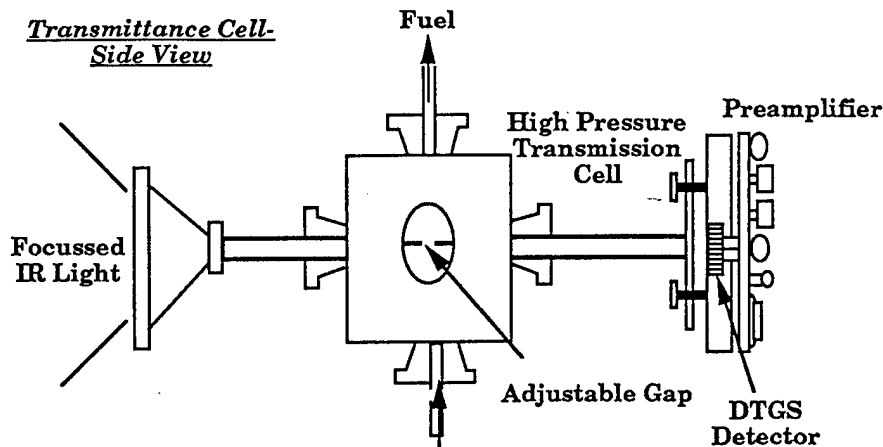 Transmittance Cell-
Side View
Fuel
High Pressure
Transmission
Cell
Preamplifier
Focussed
IR Light
Adjustable Gap
DTGS
Detector